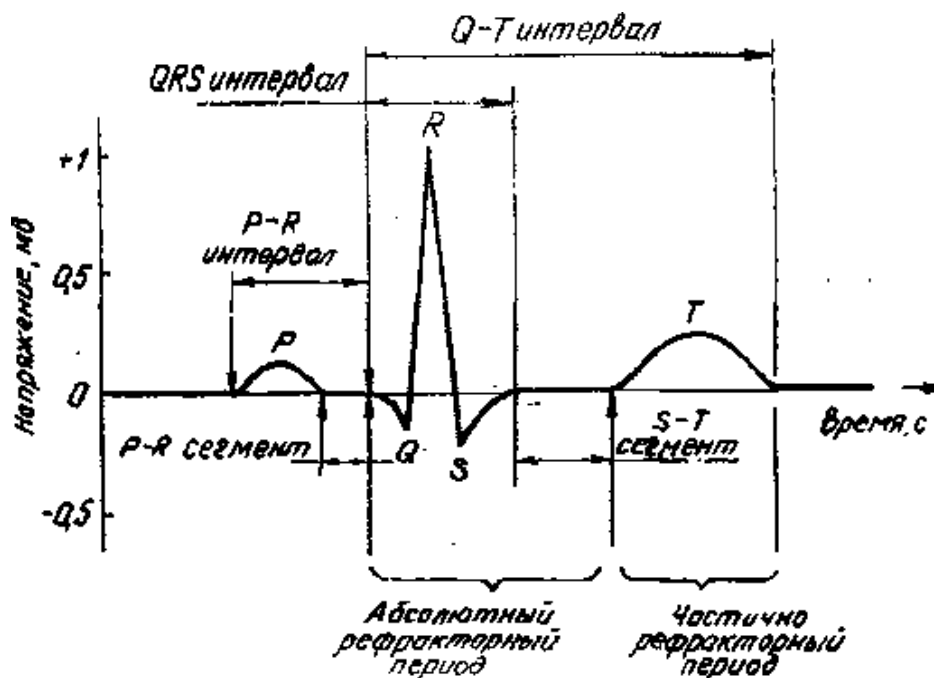 Q-T интервал
QRS интервал
R
+1
P-R
интервал
0,5
Напряжение, мв
P
T
0
Время, с
P-R сегмент
Q
S
S-T
сегмент
-0,5
Абсолютный
рефракторный
период
Частично
рефракторный
период